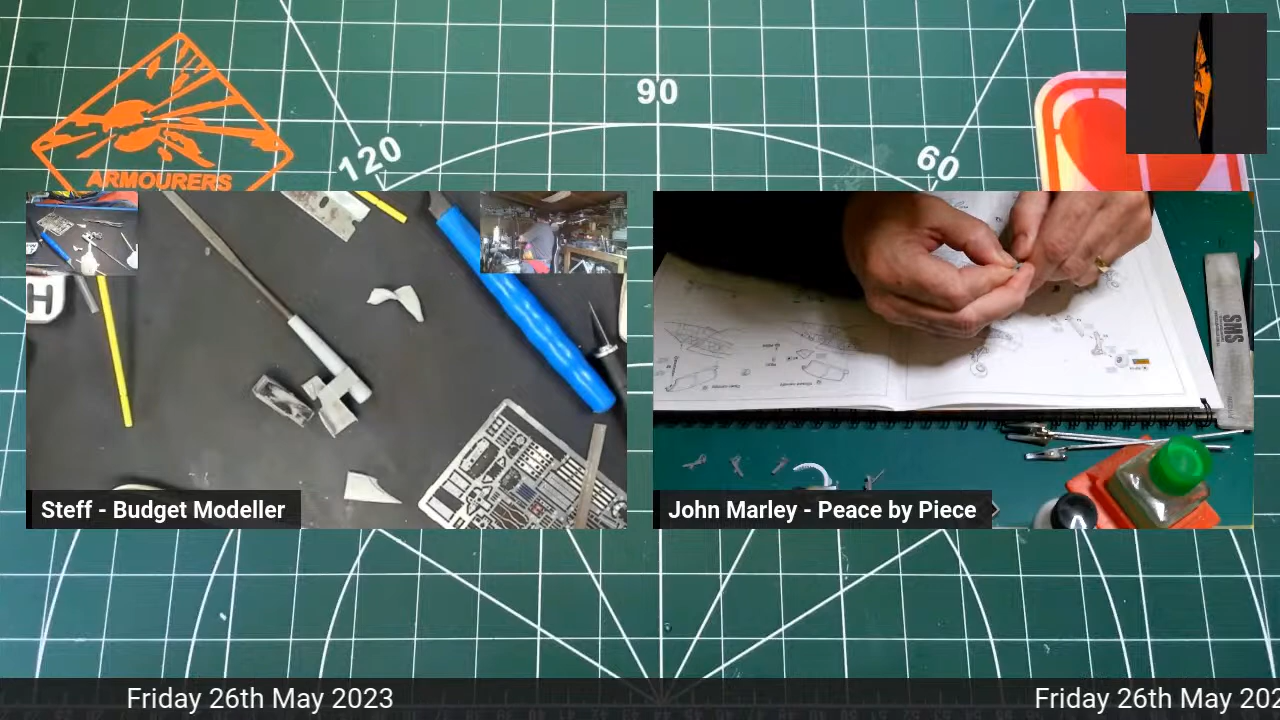 90
120
60
ARMOURERS
H
SMS
Steff - Budget Modeller
John Marley - Peace by Piece
Friday 26th May 2023
Friday 26th May 202